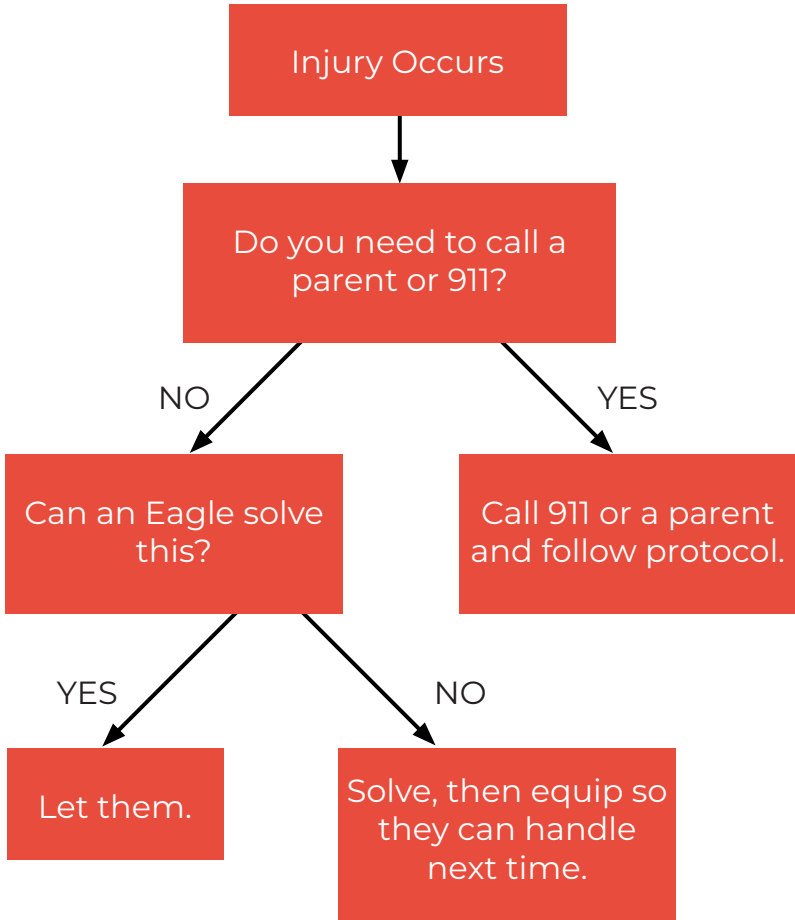 Injury Occurs
Do you need to call a
parent or 911?
NO
YES
Can an Eagle solve
this?
Call 911 or a parent
and follow protocol.
YES
NO
Let them.
Solve, then equip so
they can handle
next time.